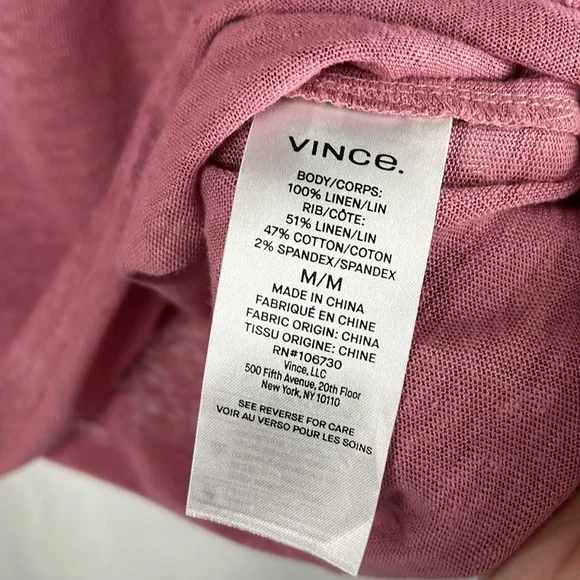 VINCe.
BODY/CORPS:
100% LINEN/LIN
RIB/CÔTE:
51% LINEN/LIN
47% COTTON/COTON
2% SPANDEX/SPANDEX
M/M
MADE IN CHINA
FABRIQUÉ EN CHINE
FABRIC ORIGIN: CHINA
TISSU ORIGINE: CHINE
RN#106730
Vince, LLC
500 Fifth Avenue, 20th Floor
New York, NY 10110
SEE REVERSE FOR CARE
VOIR AU VERSO POUR LES SOINS